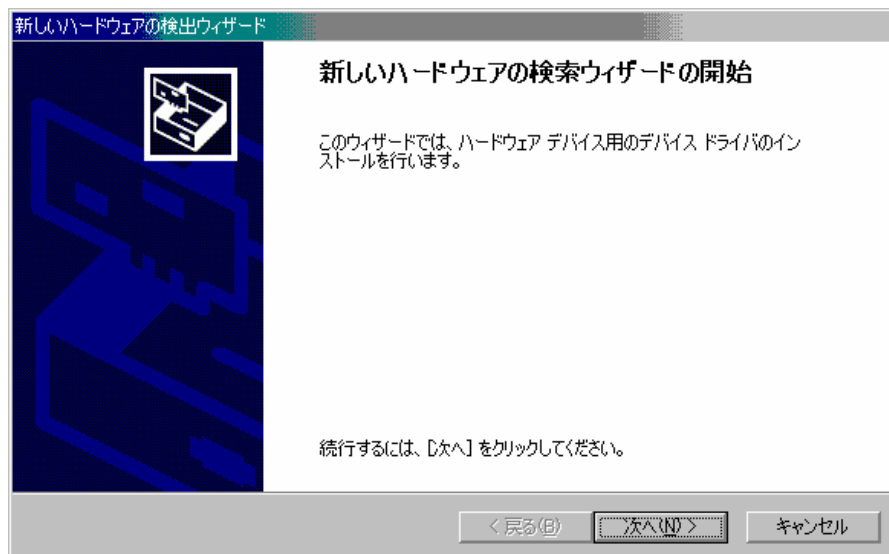 新しいハードウェアの検出ウィザード
新しいハードウェアの検索ウィザードの開始
このウィザードでは、ハードウェア デバイス用のデバイス ドライバのイン
ストールを行います。
続行するには、[次へ] をクリックしてください。
< 戻る(B)
次へ(N) >
キャンセル